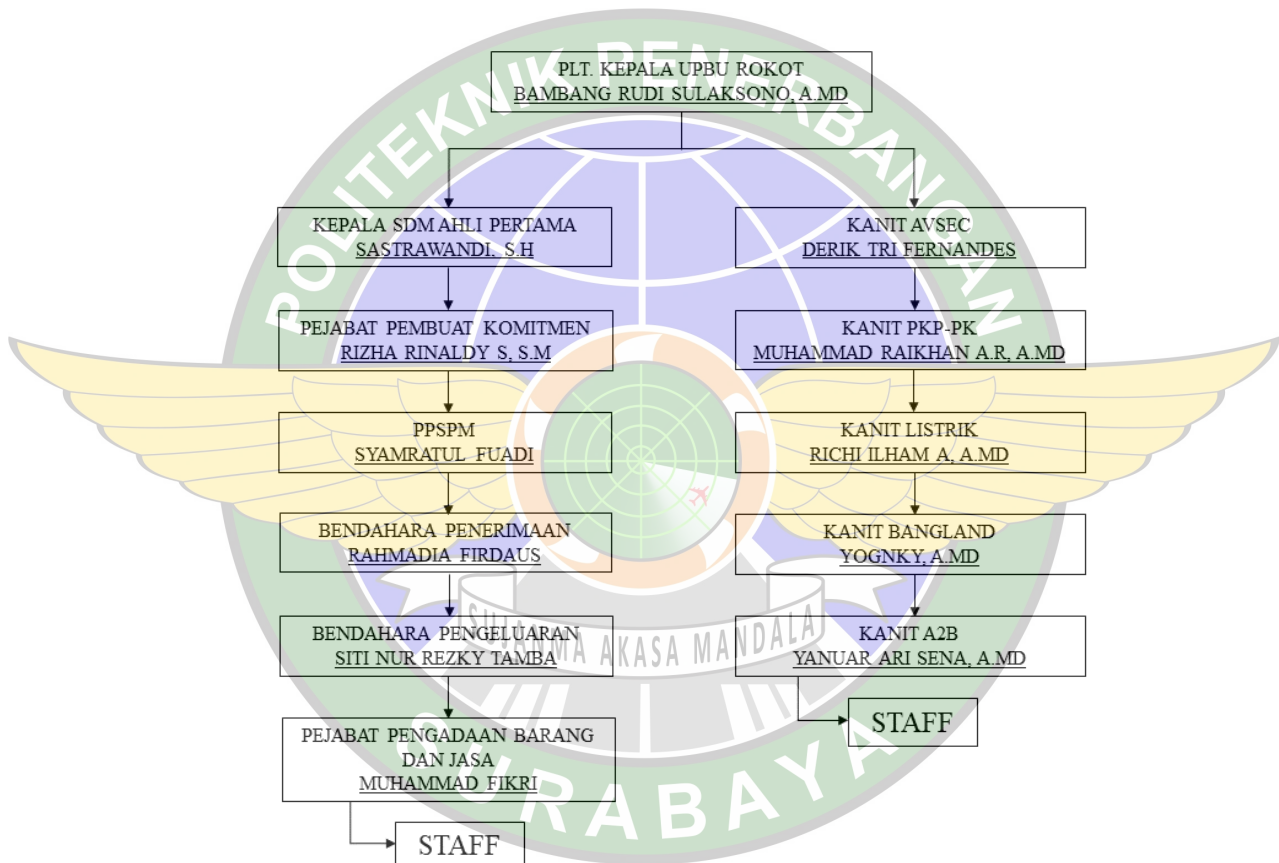 POLITEKNIK PENERBANGAN
PLT. KEPALA UPBU ROKOT
BAMBANG RUDI SULAKSONO, A.MD
KEPALA SDM AHLI PERTAMA
SASTRAWANDI, S.H
PEJABAT PEMBUAT KOMITMEN
RIZHA RINALDY S, S.M
PPSPM
SYAMRATUL FUADI
BENDAHARA PENERIMAAN
RAHMADIA FIRDAUS
BENDAHARA PENGELUARAN
SITI NUR REZKY TAMBA
PEJABAT PENGADAAN BARANG
DAN JASA
MUHAMMAD FIKRI
STAFF
KANIT AVSEC
DERIK TRI FERNANDES
KANIT PKP-PK
MUHAMMAD RAIKHAN A.R, A.MD
KANIT LISTRIK
RICHI ILHAM A, A.MD
KANIT BANGLAND
YOGNKY, A.MD
KANIT A2B
YANUAR ARI SENA, A.MD
STAFF
SUJANMA AKASA MANDALA
SURABAYA